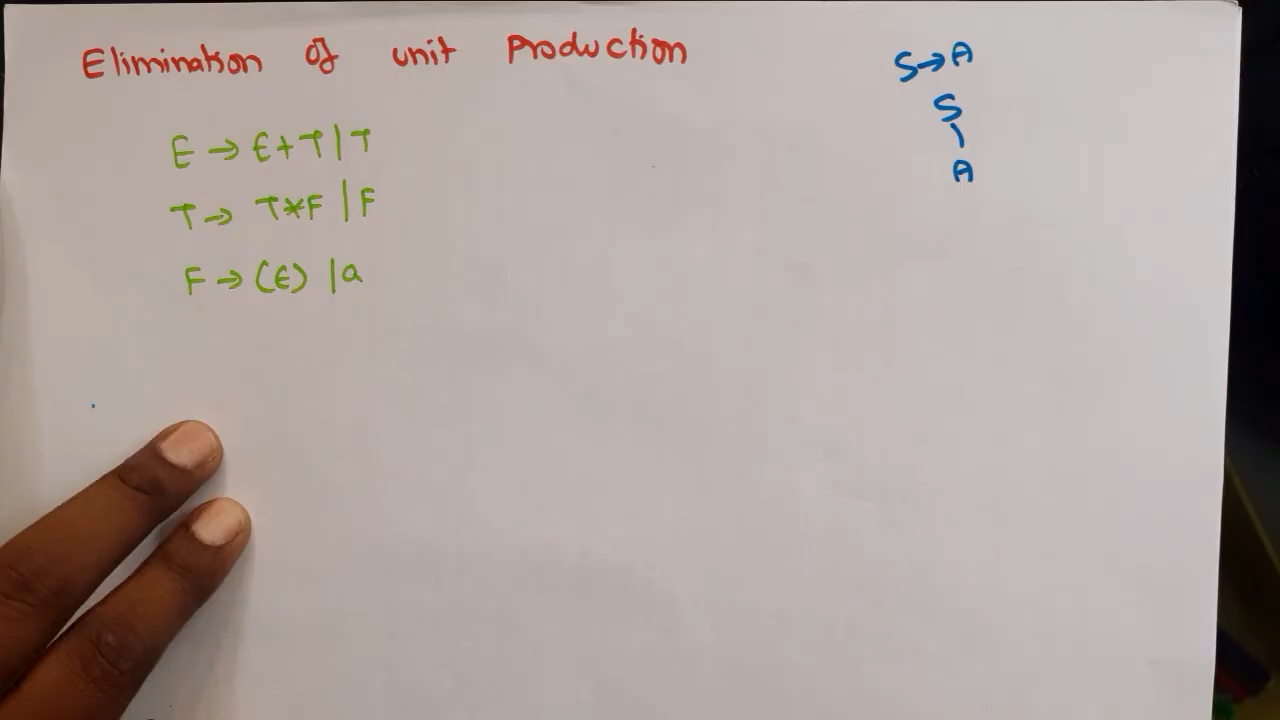 Elimination of unit Production
E → E+T | T
T → T*F | F
F → (E) | a
S → A
S
A